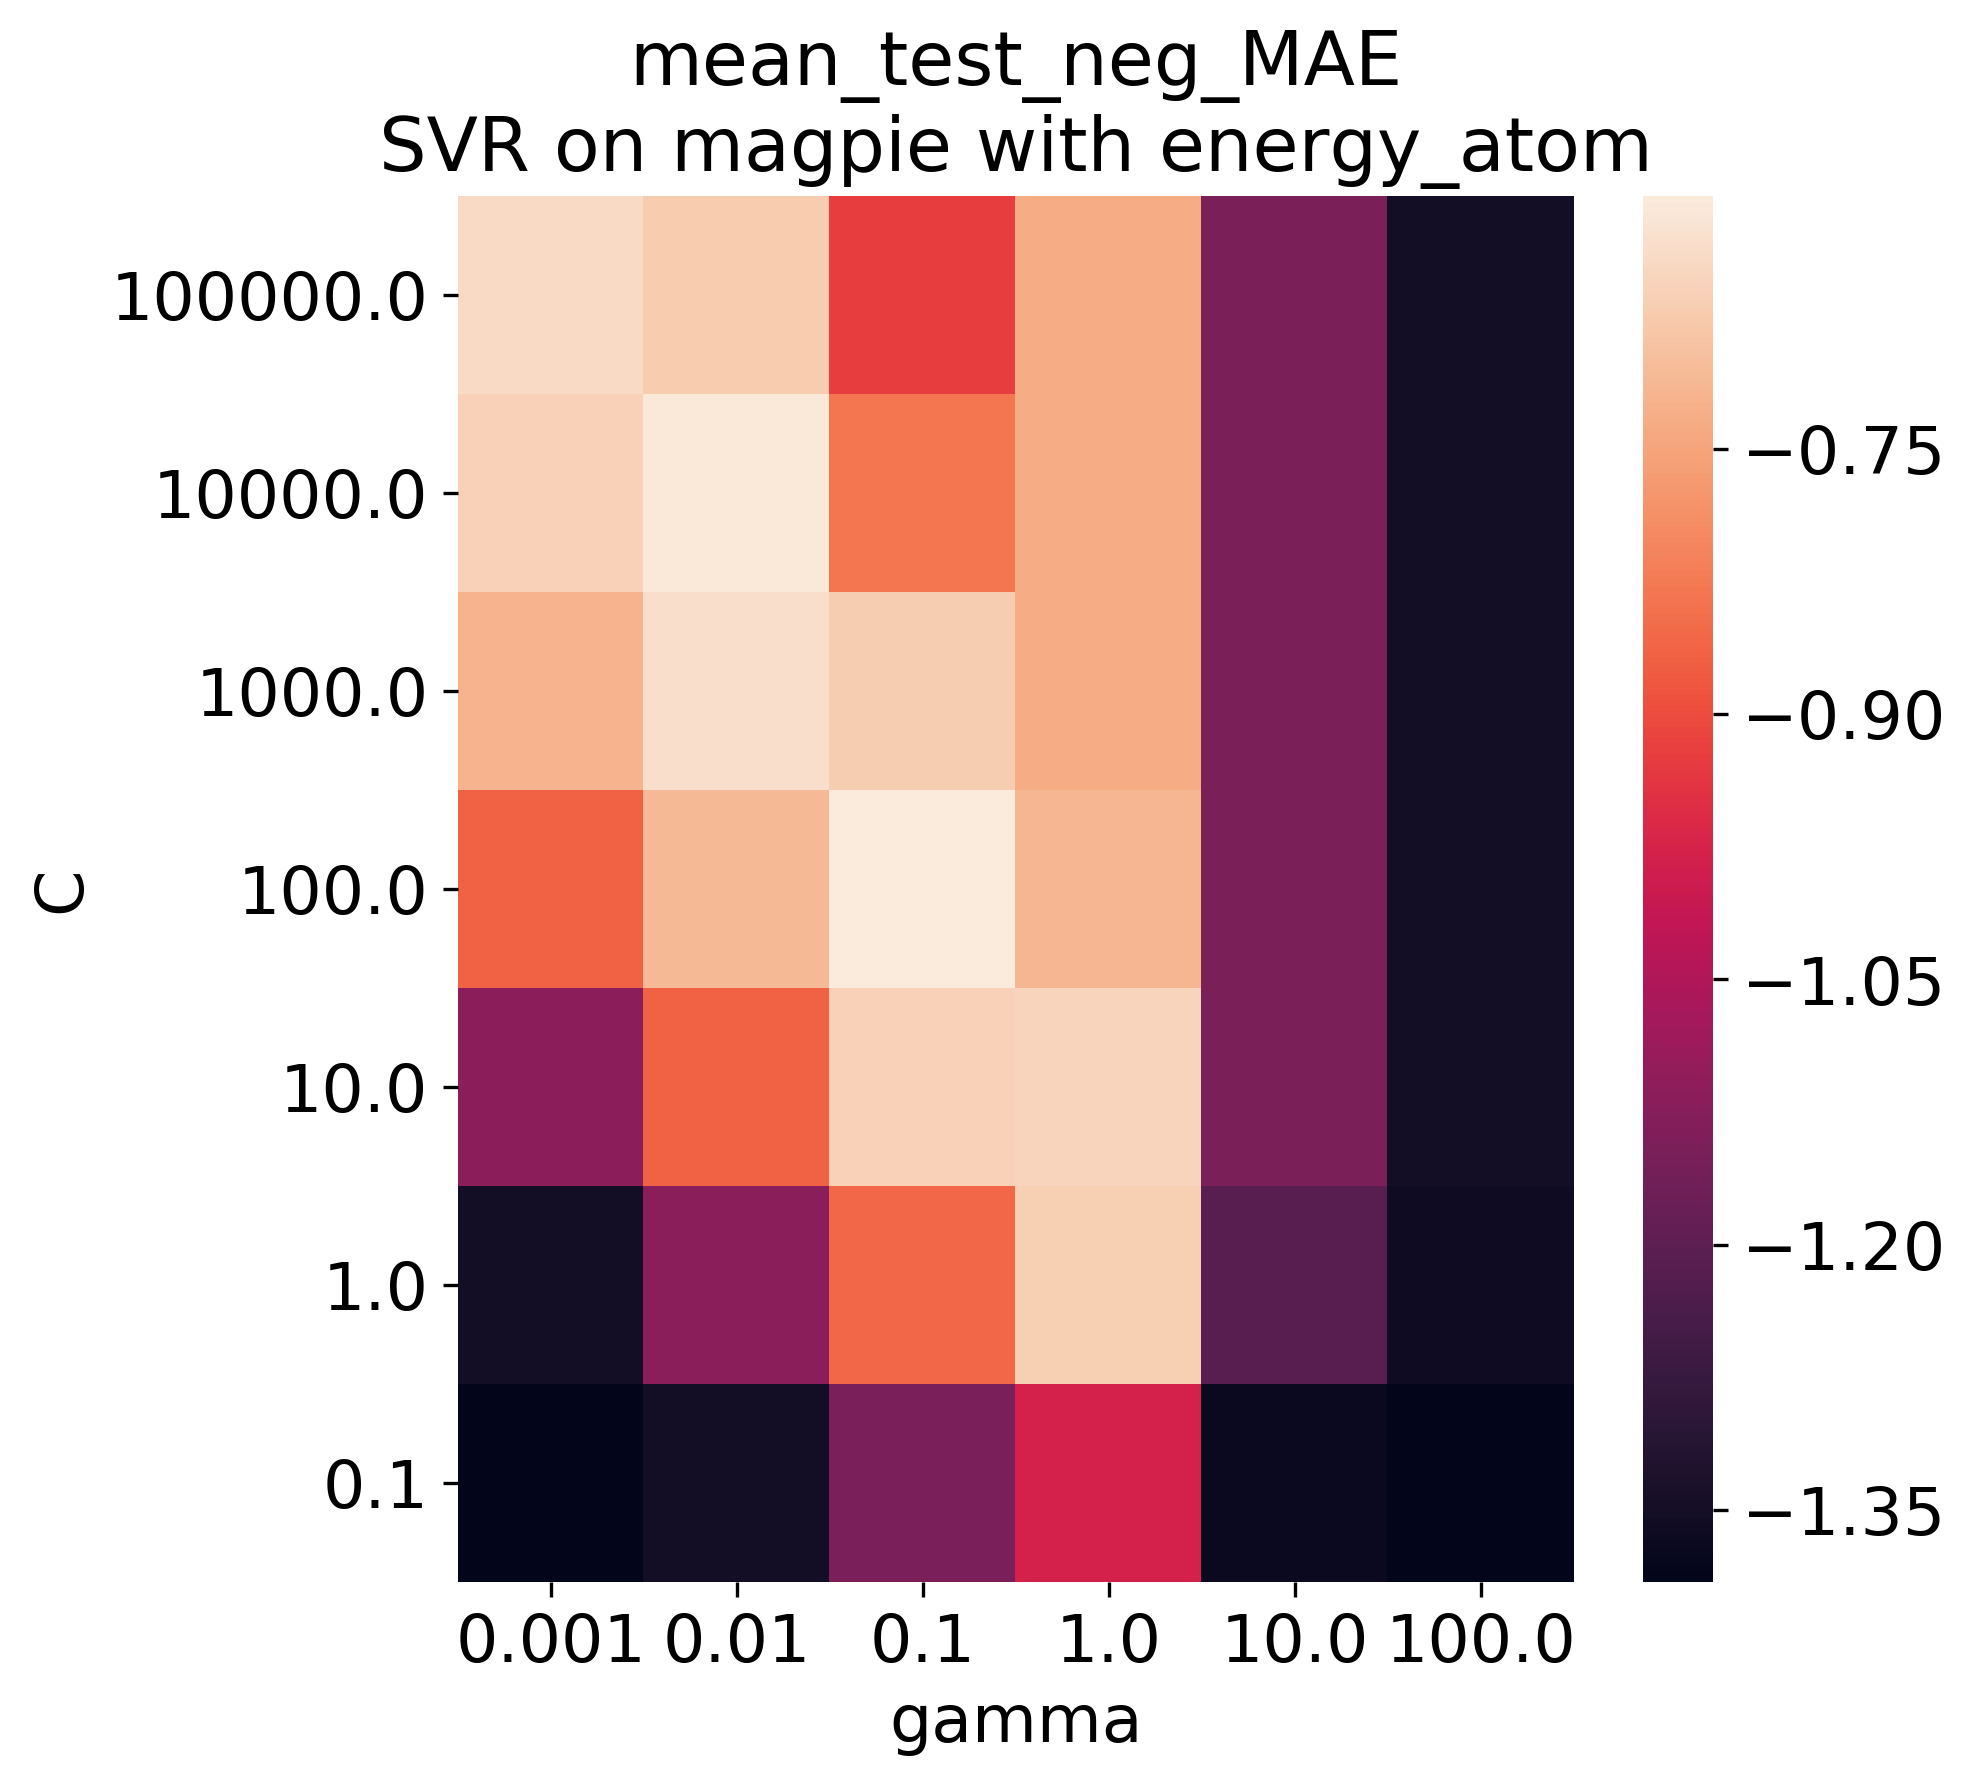 mean_test_neg_MAE
SVR on magpie with energy_atom
100000.0
10000.0
1000.0
100.0
10.0
1.0
0.1
C
0.001 0.01 0.1 1.0 10.0 100.0
gamma
−0.75
−0.90
−1.05
−1.20
−1.35